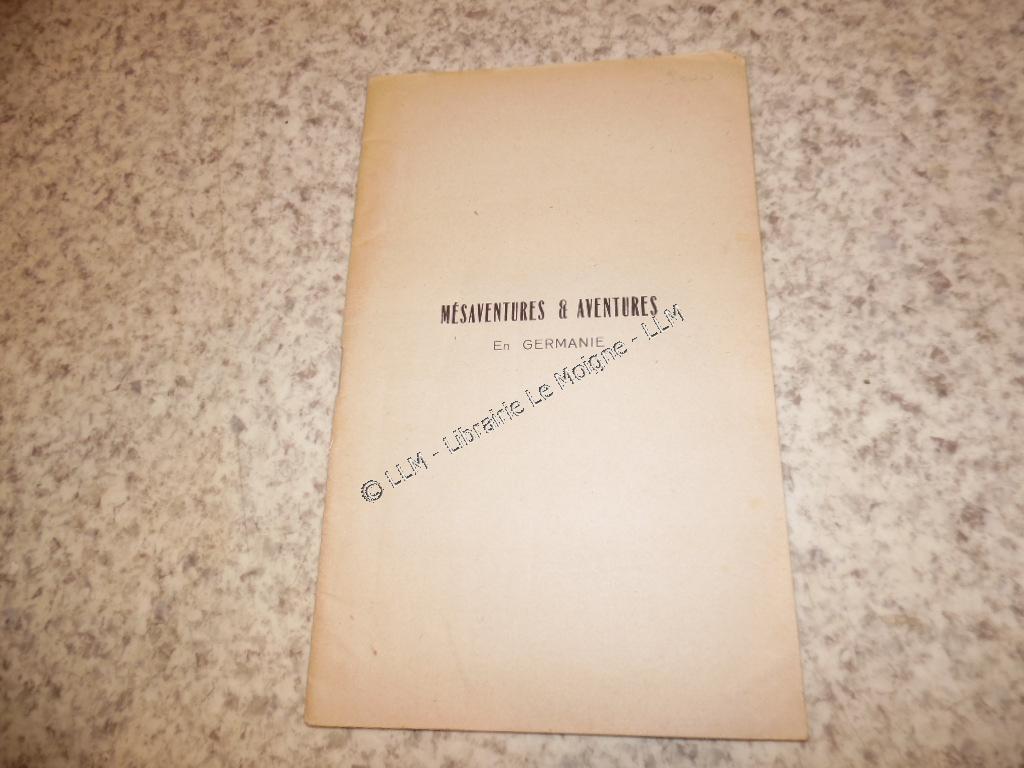 MÉSAVENTURES & AVENTURES
En GERMANIE
© LLM - Librairie Le Moigne - LLM